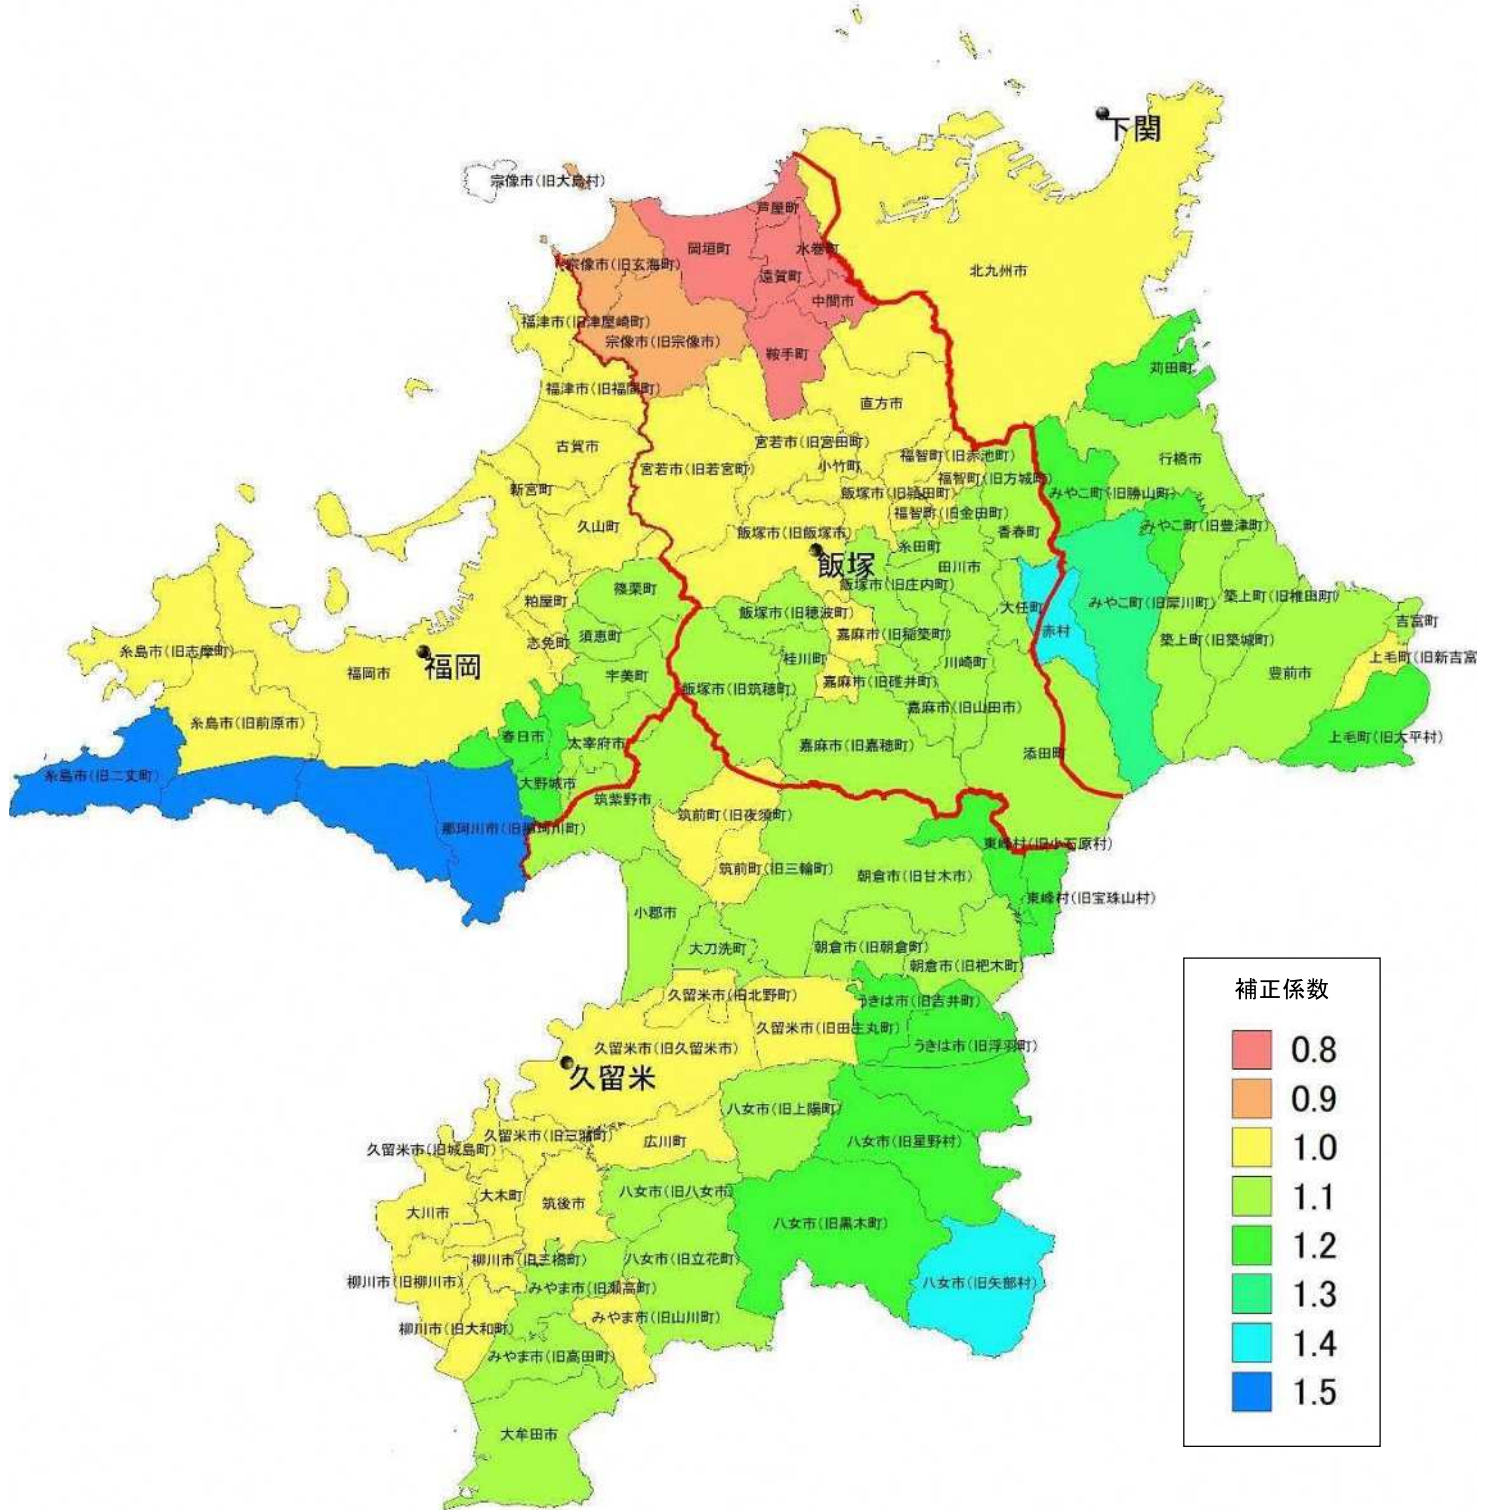 下関
宗像市(旧大島村)
芦屋町
岡垣町
水巻町
宗像市(旧玄海町)
遠賀町
北九州市
中間市
福津市(旧津屋崎町)
宗像市(旧宗像市)
鞍手町
苅田町
福津市(旧福間町)
直方市
宮若市(旧宮田町)
古賀市
福智町(旧赤池町)
行橋市
宮若市(旧若宮町)
小竹町
福智町(旧方城町)
新宮町
飯塚市(旧頴田町)
みやこ町(旧勝山町)
福智町(旧金田町)
久山町
みやこ町(旧豊津町)
飯塚市(旧飯塚市)
香春町
糸田町
飯塚
田川市
飯塚市(旧庄内町)
篠栗町
粕屋町
大任町
みやこ町(旧犀川町)
築上町(旧椎田町)
飯塚市(旧穂波町)
吉富町
赤村
須恵町
嘉麻市(旧稲築町)
築上町(旧築城町)
志免町
糸島市(旧志摩町)
桂川町
川崎町
上毛町(旧新吉富
福岡
福岡市
宇美町
豊前市
嘉麻市(旧碓井町)
飯塚市(旧筑穂町)
嘉麻市(旧山田市)
糸島市(旧前原市)
春日市
太宰府市
嘉麻市(旧嘉穂町)
添田町
上毛町(旧大平村)
糸島市(旧二丈町)
大野城市
筑紫野市
筑前町(旧夜須町)
那珂川市(旧那珂川町)
東峰村(旧小石原村)
筑前町(旧三輪町)
朝倉市(旧甘木市)
東峰村(旧宝珠山村)
小郡市
大刀洗町
朝倉市(旧朝倉町)
朝倉市(旧杷木町)
久留米市(旧北野町)
うきは市(旧吉井町)
久留米市(旧田主丸町)
久留米市(旧久留米市)
うきは市(旧浮羽町)
久留米
八女市(旧上陽町)
久留米市(旧三潴町)
広川町
八女市(旧星野村)
久留米市(旧城島町)
大木町
八女市(旧八女市)
筑後市
大川市
八女市(旧黒木町)
柳川市(旧三橋町)
八女市(旧立花町)
柳川市(旧柳川市)
みやま市(旧瀬高町)
八女市(旧矢部村)
みやま市(旧山川町)
柳川市(旧大和町)
みやま市(旧高田町)
大牟田市
補正係数
0.8
0.9
1.0
1.1
1.2
1.3
1.4
1.5